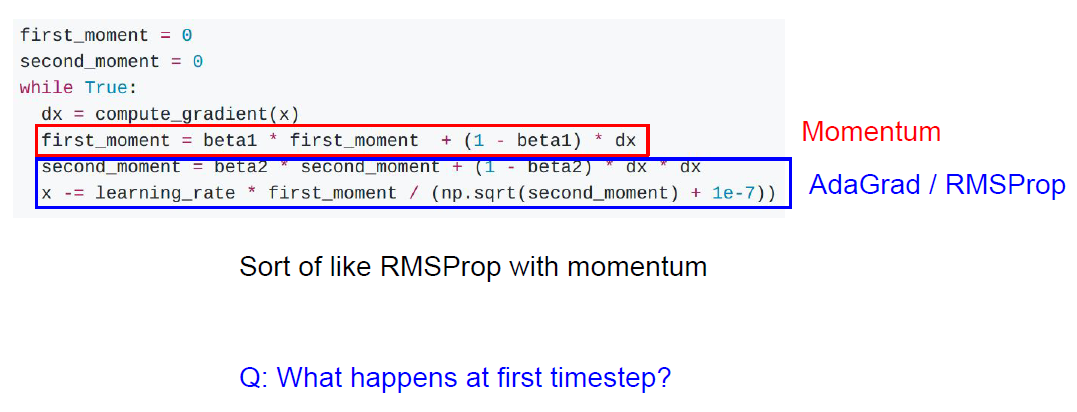 first_moment = 0
second_moment = 0
while True:
dx = compute_gradient(x)
first_moment = beta1 * first_moment + (1 - beta1) * dx
Momentum
second_moment = beta2 * second_moment + (1 - beta2) * dx * dx
x -= learning_rate * first_moment / (np.sqrt(second_moment) + 1e-7))
AdaGrad / RMSProp
Sort of like RMSProp with momentum
Q: What happens at first timestep?